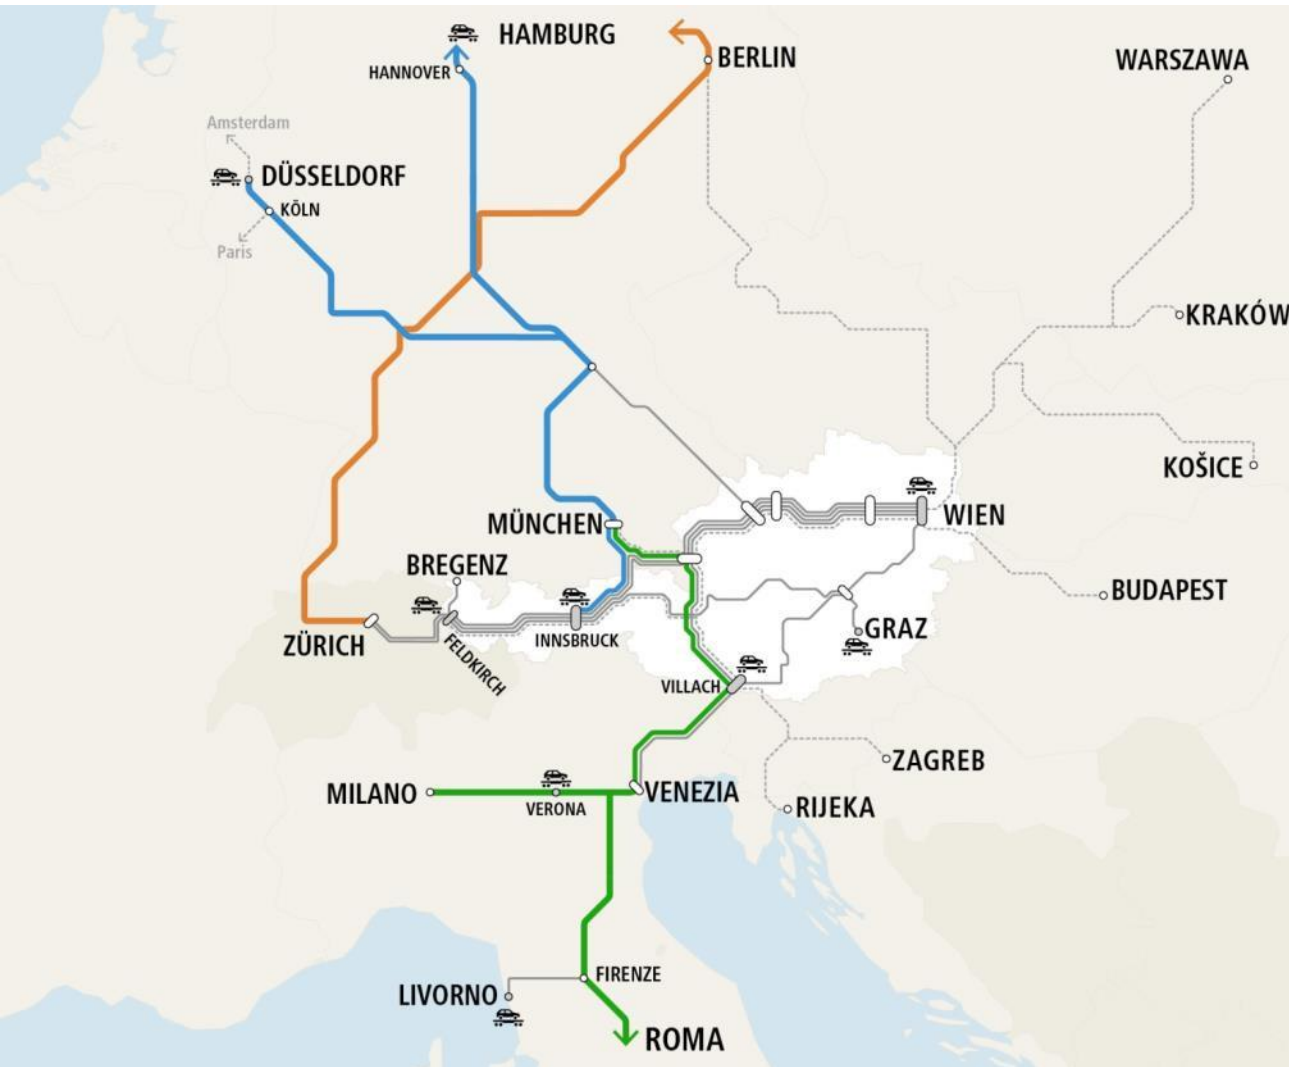 HAMBURG
BERLIN
WARSZAWA
HANNOVER
Amsterdam
DÜSSELDORF
KÖLN
Paris
KRAKÓW
KOŠICE
MÜNCHEN
WIEN
BREGENZ
BUDAPEST
ZÜRICH
FELDKIRCH
INNSBRUCK
GRAZ
VILLACH
ZAGREB
MILANO
VERONA
VENEZIA
RIJEKA
FIRENZE
LIVORNO
ROMA